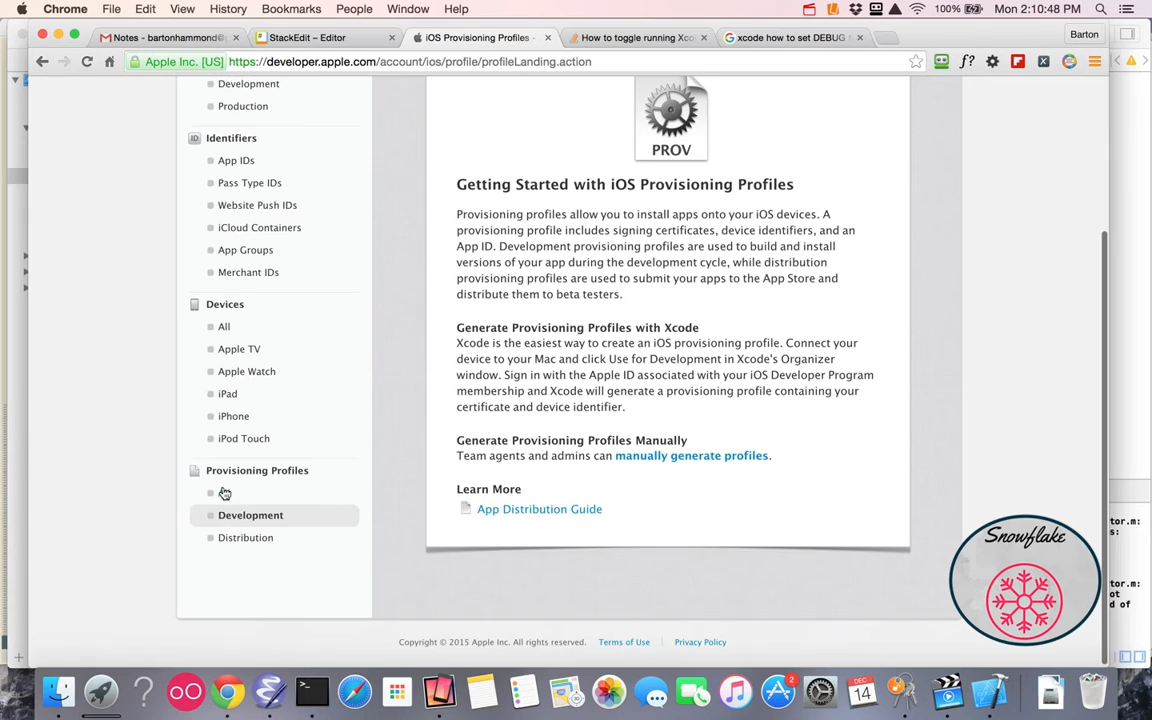 Chrome File Edit View History Bookmarks People Window Help 100% Mon 2:10:48 PM
Notes - bartonhammond@ StackEdit – Editor iOS Provisioning Profiles - How to toggle running Xco xcode how to set DEBUG Barton
Apple Inc. [US] https://developer.apple.com/account/ios/profile/profileLanding.action
Development
Production
ID Identifiers
App IDs
Pass Type IDs
Website Push IDs
iCloud Containers
App Groups
Merchant IDs
Devices
All
Apple TV
Apple Watch
iPad
iPhone
iPod Touch
Provisioning Profiles
Development
Distribution
PROV
Getting Started with iOS Provisioning Profiles
Provisioning profiles allow you to install apps onto your iOS devices. A
provisioning profile includes signing certificates, device identifiers, and an
App ID. Development provisioning profiles are used to build and install
versions of your app during the development cycle, while distribution
provisioning profiles are used to submit your apps to the App Store and
distribute them to beta testers.
Generate Provisioning Profiles with Xcode
Xcode is the easiest way to create an iOS provisioning profile. Connect your
device to your Mac and click Use for Development in Xcode's Organizer
window. Sign in with the Apple ID associated with your iOS Developer Program
membership and Xcode will generate a provisioning profile containing your
certificate and device identifier.
Generate Provisioning Profiles Manually
Team agents and admins can manually generate profiles.
Learn More
App Distribution Guide
Copyright © 2015 Apple Inc. All rights reserved. Terms of Use Privacy Policy
Snowflake
tor.m:
s:
tor.m:
ot
d of
DEC
14
2